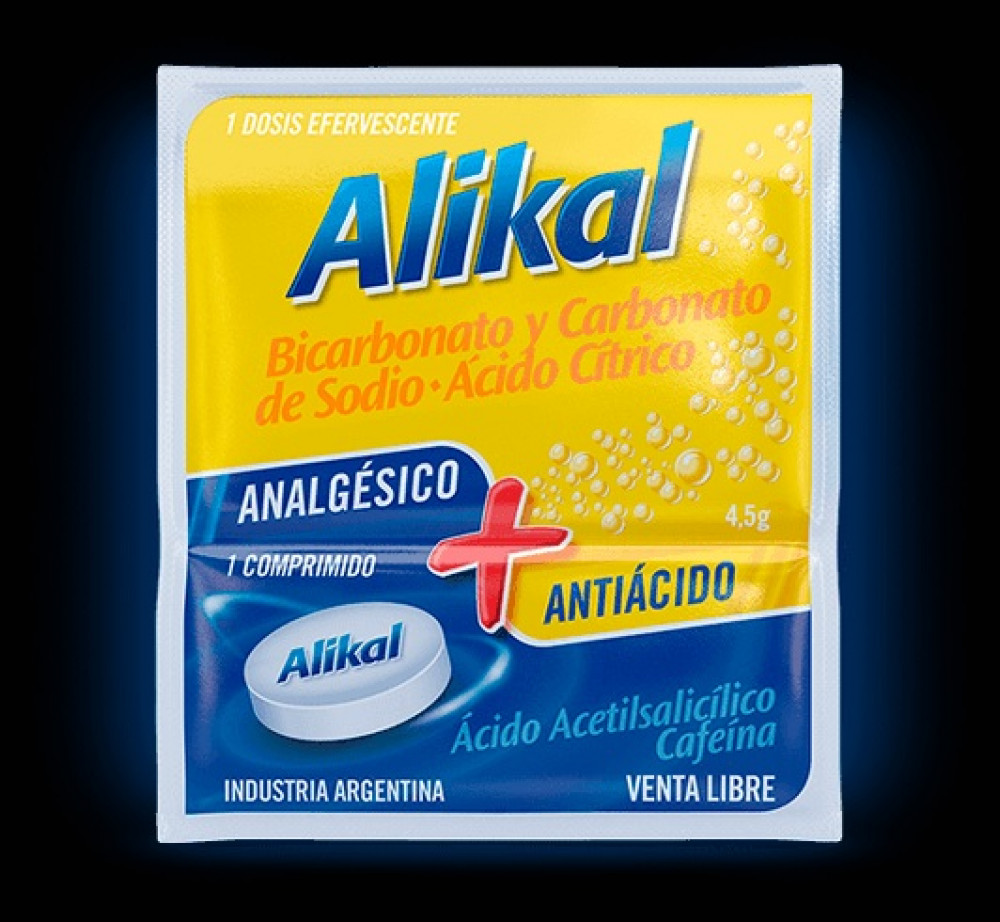 1 DOSIS EFERVESCENTE
Alikal
Bicarbonato y Carbonato
de Sodio · Ácido Cítrico
ANALGÉSICO
4,5g
1 COMPRIMIDO
ANTIÁCIDO
Alikal
Ácido Acetilsalicílico
Cafeína
INDUSTRIA ARGENTINA
VENTA LIBRE